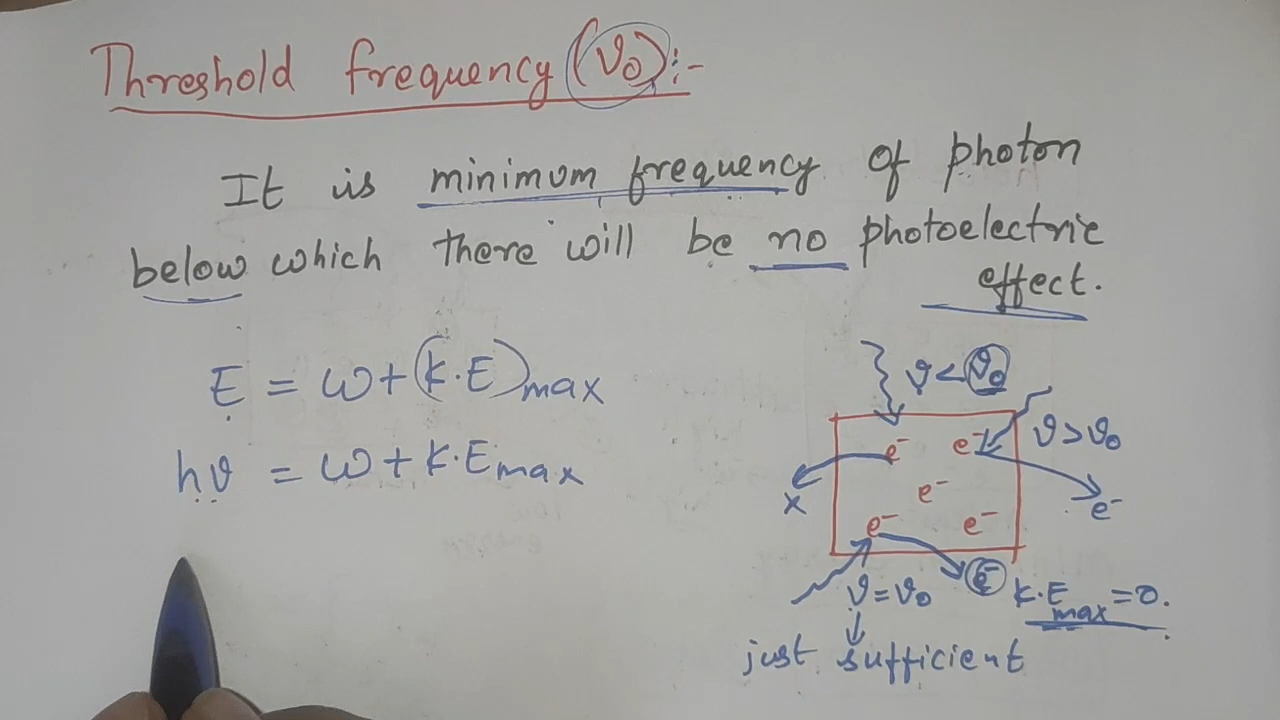 Threshold frequency (ν₀):-
It is minimum frequency of photon
below which there will be no photoelectric
effect.
E = ω + (K.E)max
hν = ω + K.Emax
ν < ν₀
ν > ν₀
e⁻ e⁻
x
e⁻
e⁻
e⁻ e⁻
ν = ν₀
e⁻
K.Emax = 0.
just sufficient